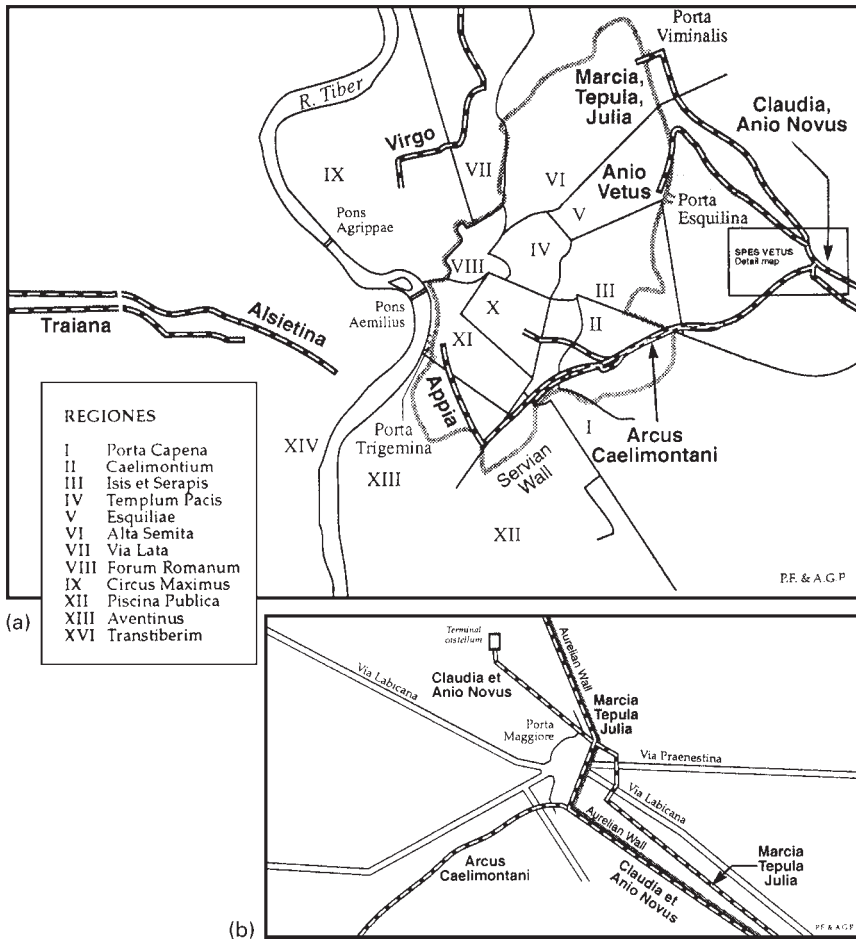 Porta
Viminalis
R. Tiber
Marcia,
Tepula,
Julia
Claudia,
Anio Novus
Virgo
IX
VII
VI
Anio
Vetus
V
Porta
Esquilina
Pons
Agrippae
IV
SPES VETUS
Detail map
VIII
III
Pons
Aemilius
X
II
Traiana
Alsietina
XI
Appia
I
Arcus
Caelimontani
Porta
Trigemina
Servian
Wall
XIV
XIII
XII
P.F. & A.G.P
REGIONES
I Porta Capena
II Caelimontium
III Isis et Serapis
IV Templum Pacis
V Esquiliae
VI Alta Semita
VII Via Lata
VIII Forum Romanum
IX Circus Maximus
XII Piscina Publica
XIII Aventinus
XVI Transtiberim
(a)
Terminal
castellum
Aurelian Wall
Via Labicana
Claudia et
Anio Novus
Marcia
Tepula
Julia
Porta
Maggiore
Via Praenestina
Via Labicana
Aurelian Wall
Arcus
Caelimontani
Claudia et
Anio Novus
Marcia
Tepula
Julia
P.F. & A.G.P
(b)